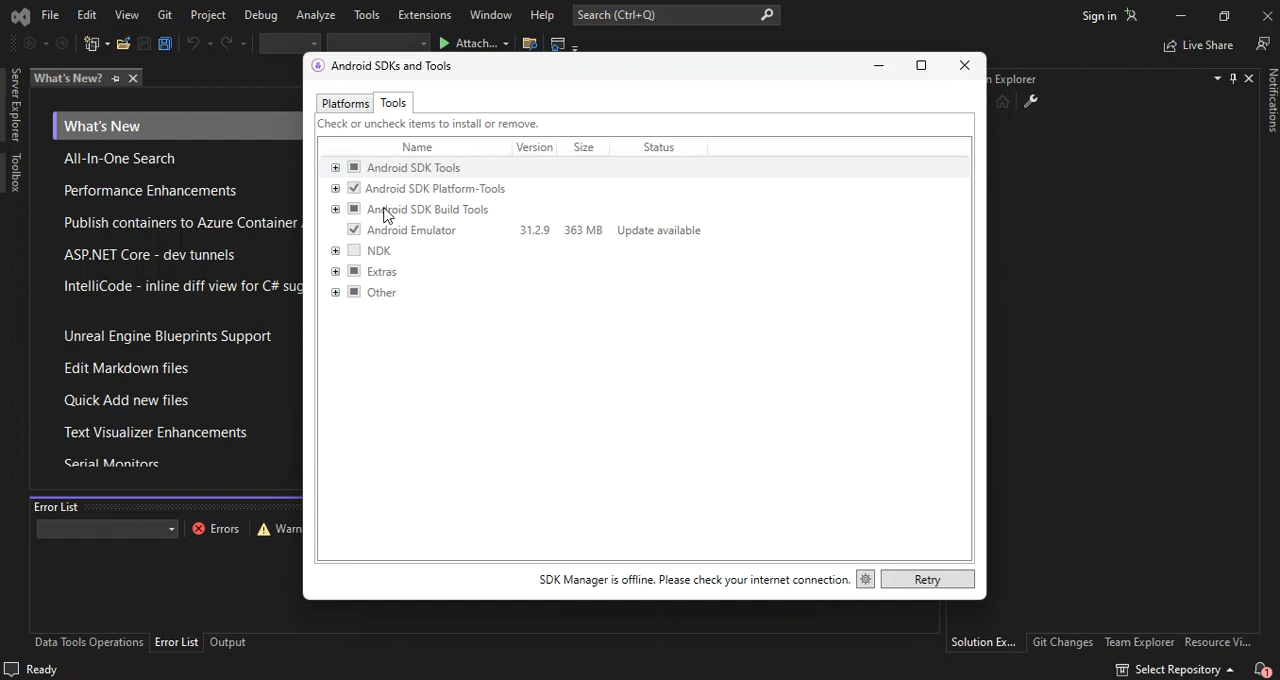 File Edit View Git Project Debug Analyze Tools Extensions Window Help Search (Ctrl+Q) Sign in
Attach... Live Share
Server Explorer
Toolbox
What's New?
What's New
All-In-One Search
Performance Enhancements
Publish containers to Azure Container
ASP.NET Core - dev tunnels
IntelliCode - inline diff view for C# sug
Unreal Engine Blueprints Support
Edit Markdown files
Quick Add new files
Text Visualizer Enhancements
Serial Monitors
Android SDKs and Tools
Platforms Tools
Check or uncheck items to install or remove.
Name Version Size Status
Android SDK Tools
Android SDK Platform-Tools
Android SDK Build Tools
Android Emulator 31.2.9 363 MB Update available
NDK
Extras
Other
SDK Manager is offline. Please check your internet connection. Retry
n Explorer
Notifications
Error List
Errors Warn
Data Tools Operations Error List Output
Solution Ex... Git Changes Team Explorer Resource Vi...
Ready Select Repository 1